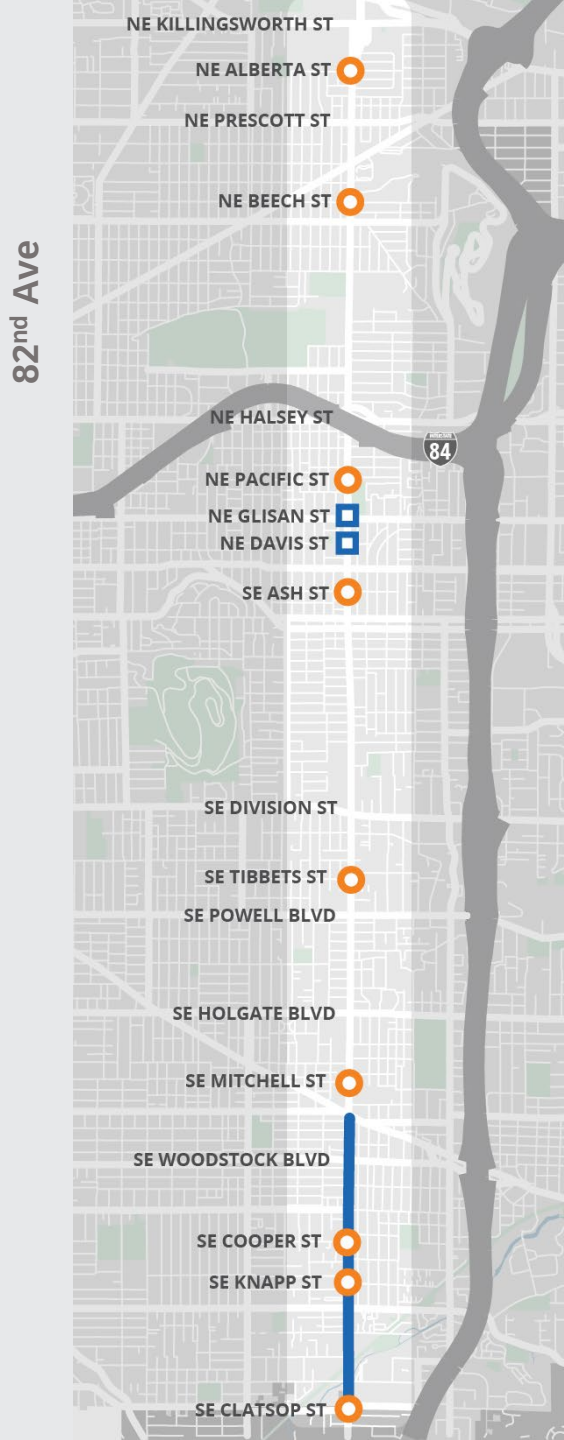 82nd Ave
NE KILLINGSWORTH ST
NE ALBERTA ST
NE PRESCOTT ST
NE BEECH ST
NE HALSEY ST
84
NE PACIFIC ST
NE GLISAN ST
NE DAVIS ST
SE ASH ST
SE DIVISION ST
SE TIBBETS ST
SE POWELL BLVD
SE HOLGATE BLVD
SE MITCHELL ST
SE WOODSTOCK BLVD
SE COOPER ST
SE KNAPP ST
SE CLATSOP ST